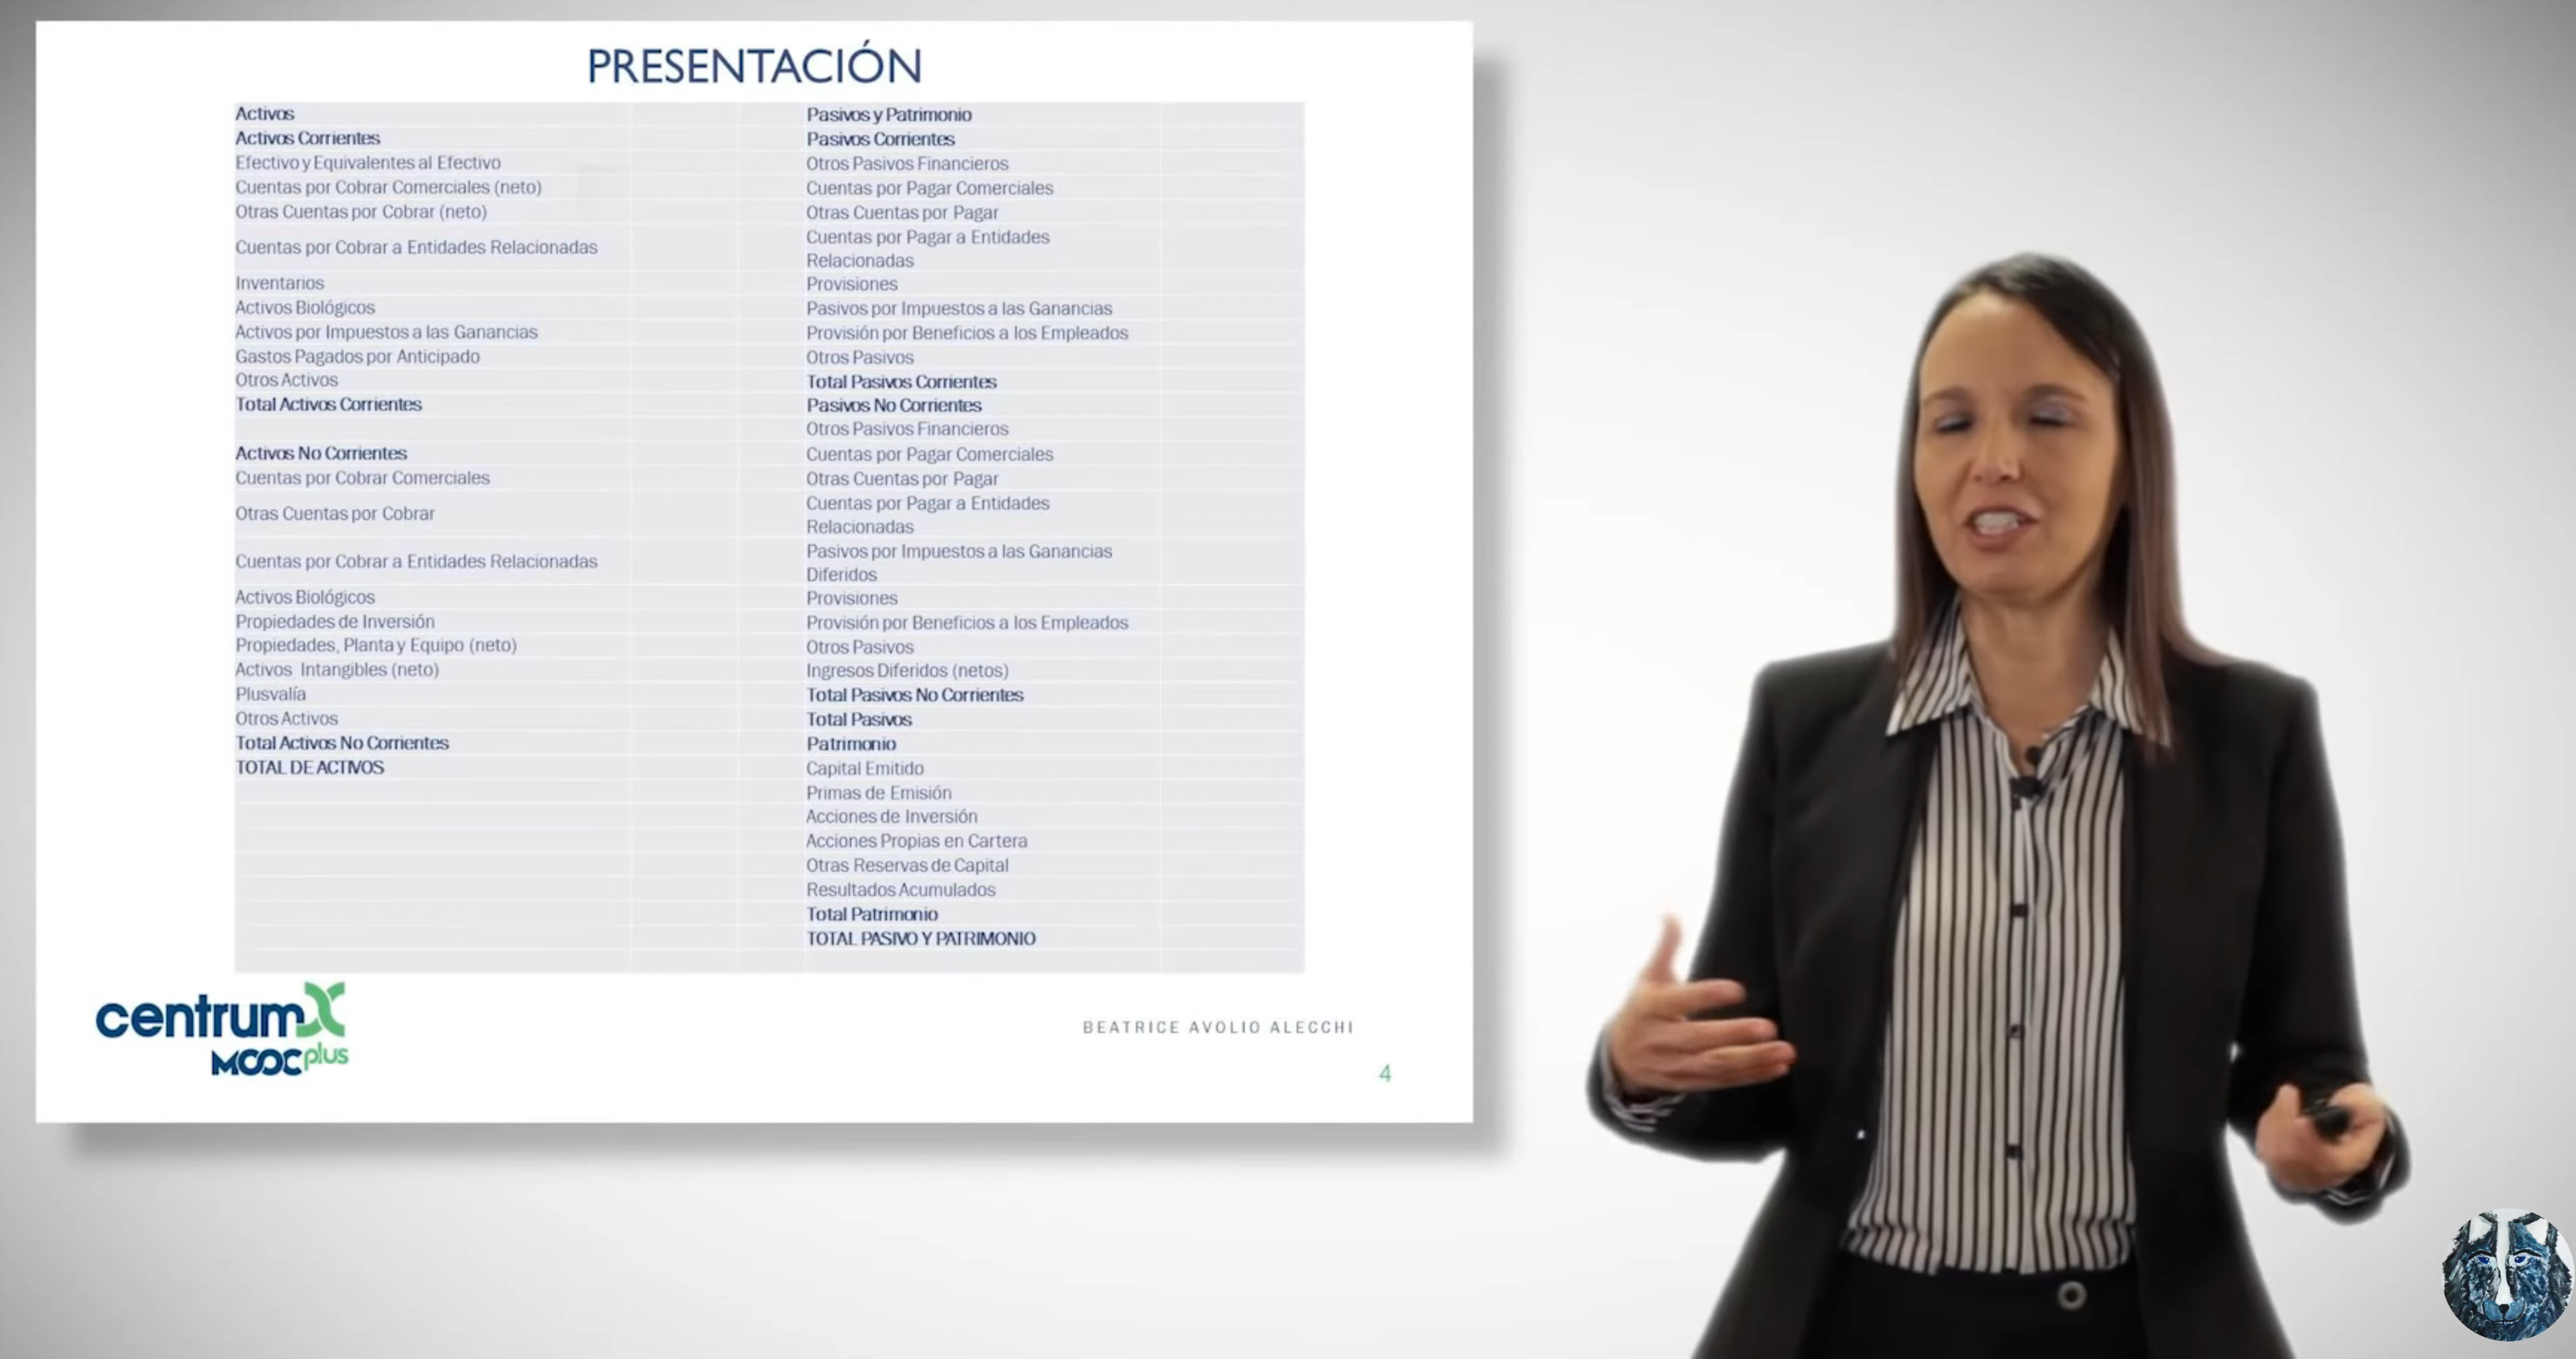 PRESENTACIÓN
Activos
Activos Corrientes
Efectivo y Equivalentes al Efectivo
Cuentas por Cobrar Comerciales (neto)
Otras Cuentas por Cobrar (neto)
Cuentas por Cobrar a Entidades Relacionadas
Inventarios
Activos Biológicos
Activos por Impuestos a las Ganancias
Gastos Pagados por Anticipado
Otros Activos
Total Activos Corrientes
Activos No Corrientes
Cuentas por Cobrar Comerciales
Otras Cuentas por Cobrar
Cuentas por Cobrar a Entidades Relacionadas
Activos Biológicos
Propiedades de Inversión
Propiedades, Planta y Equipo (neto)
Activos Intangibles (neto)
Plusvalía
Otros Activos
Total Activos No Corrientes
TOTAL DE ACTIVOS
Pasivos y Patrimonio
Pasivos Corrientes
Otros Pasivos Financieros
Cuentas por Pagar Comerciales
Otras Cuentas por Pagar
Cuentas por Pagar a Entidades
Relacionadas
Provisiones
Pasivos por Impuestos a las Ganancias
Provisión por Beneficios a los Empleados
Otros Pasivos
Total Pasivos Corrientes
Pasivos No Corrientes
Otros Pasivos Financieros
Cuentas por Pagar Comerciales
Otras Cuentas por Pagar
Cuentas por Pagar a Entidades
Relacionadas
Pasivos por Impuestos a las Ganancias
Diferidos
Provisiones
Provisión por Beneficios a los Empleados
Otros Pasivos
Ingresos Diferidos (netos)
Total Pasivos No Corrientes
Total Pasivos
Patrimonio
Capital Emitido
Primas de Emisión
Acciones de Inversión
Acciones Propias en Cartera
Otras Reservas de Capital
Resultados Acumulados
Total Patrimonio
TOTAL PASIVO Y PATRIMONIO
centrumX
MOOCplus
BEATRICE AVOLIO ALECCHI
4